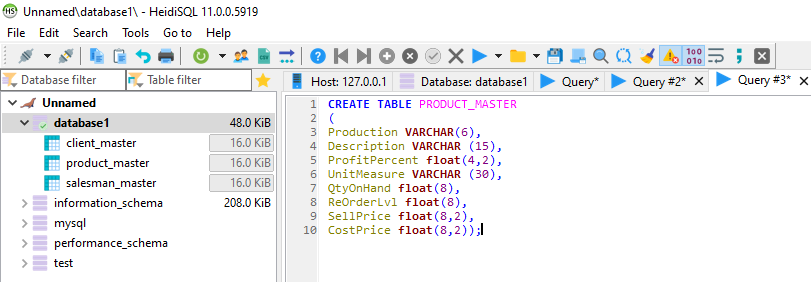 Unnamed\database1\ - HeidiSQL 11.0.0.5919
File Edit Search Tools Go to Help
Database filter Table filter
Unnamed
database1 48.0 KiB
client_master 16.0 KiB
product_master 16.0 KiB
salesman_master 16.0 KiB
information_schema 208.0 KiB
mysql
performance_schema
test
Host: 127.0.0.1 Database: database1 Query* Query #2* Query #3*
1 CREATE TABLE PRODUCT_MASTER
2 (
3 Production VARCHAR(6),
4 Description VARCHAR (15),
5 ProfitPercent float(4,2),
6 UnitMeasure VARCHAR (30),
7 QtyOnHand float(8),
8 ReOrderLvl float(8),
9 SellPrice float(8,2),
10 CostPrice float(8,2));